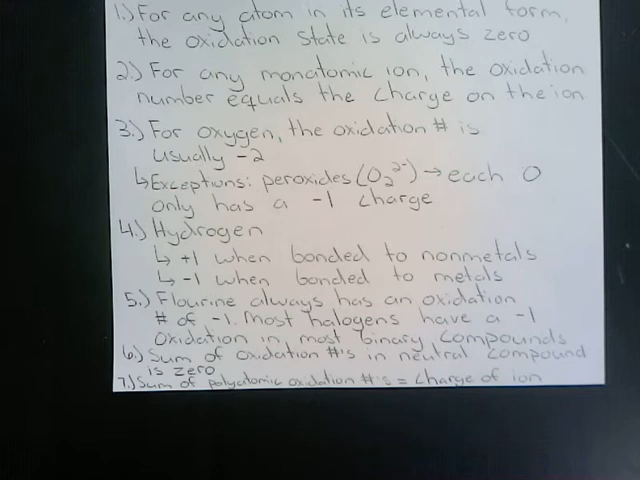 1.) For any atom in its elemental form,
the oxidation state is always zero
2.) For any monatomic ion, the oxidation
number equals the charge on the ion
3.) For oxygen, the oxidation # is
usually -2
↳Exceptions: peroxides (O₂²⁻) → each O
only has a -1 charge
4.) Hydrogen
↳ +1 when bonded to nonmetals
↳ -1 when bonded to metals
5.) Flourine always has an oxidation
# of -1. Most halogens have a -1
oxidation in most binary compounds
6.) Sum of oxidation #'s in neutral compound
is zero
7.) Sum of polyatomic oxidation #'s = charge of ion